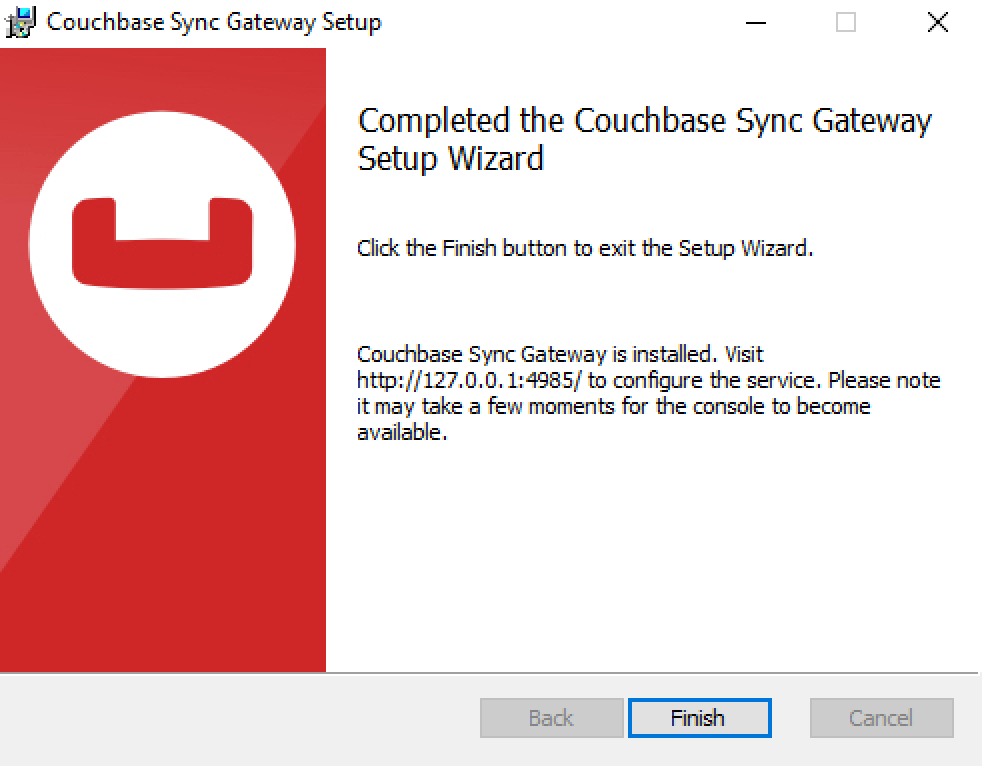 Couchbase Sync Gateway Setup
Completed the Couchbase Sync Gateway
Setup Wizard
Click the Finish button to exit the Setup Wizard.
Couchbase Sync Gateway is installed. Visit
http://127.0.0.1:4985/ to configure the service. Please note
it may take a few moments for the console to become
available.
Back Finish Cancel